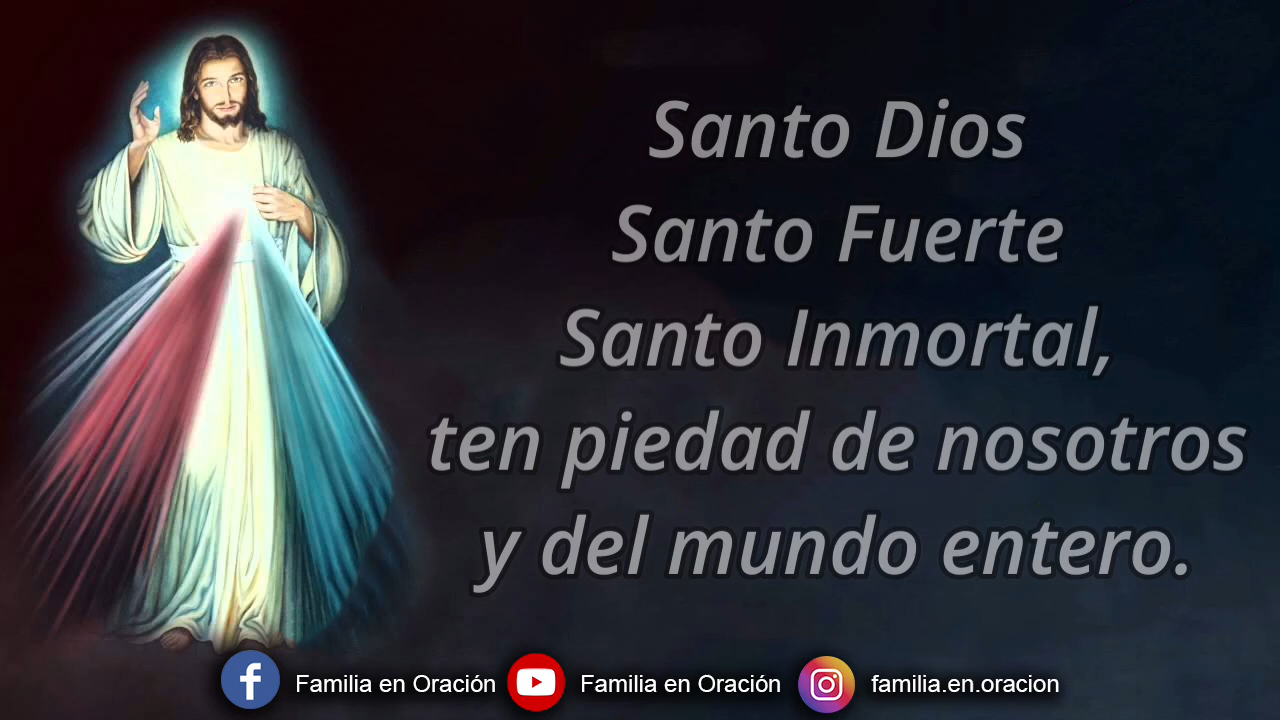 Santo Dios
Santo Fuerte
Santo Inmortal,
ten piedad de nosotros
y del mundo entero.
Familia en Oración Familia en Oración familia.en.oracion